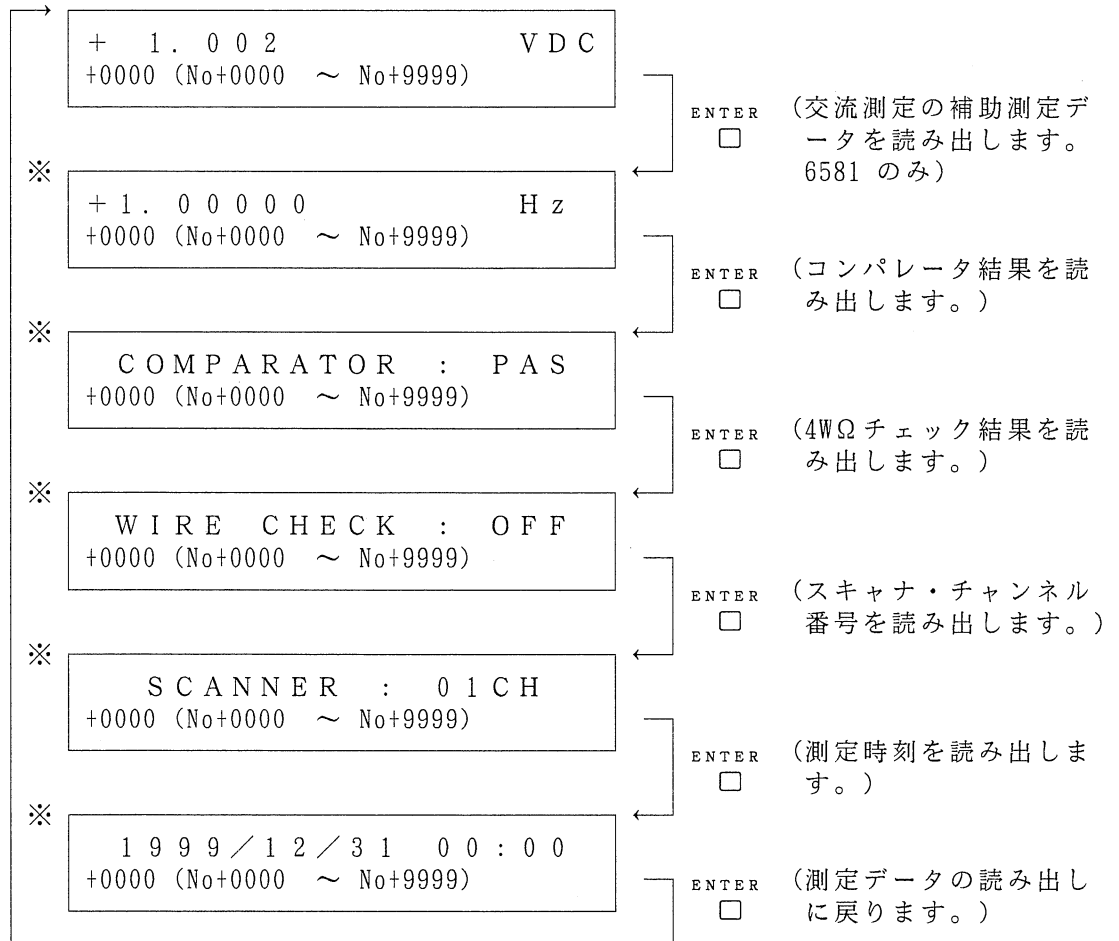 + 1.002 VDC
+0000 (No+0000 ～ No+9999)
ENTER (交流測定の補助測定デ
ータを読み出します。
6581 のみ)
※
+1.00000 Hz
+0000 (No+0000 ～ No+9999)
ENTER (コンパレータ結果を読
み出します。)
※
COMPARATOR : PAS
+0000 (No+0000 ～ No+9999)
ENTER (4WΩチェック結果を読
み出します。)
※
WIRE CHECK : OFF
+0000 (No+0000 ～ No+9999)
ENTER (スキャナ・チャンネル
番号を読み出します。)
※
SCANNER : 01CH
+0000 (No+0000 ～ No+9999)
ENTER (測定時刻を読み出しま
す。)
※
1999／12／31 00:00
+0000 (No+0000 ～ No+9999)
ENTER (測定データの読み出し
に戻ります。)